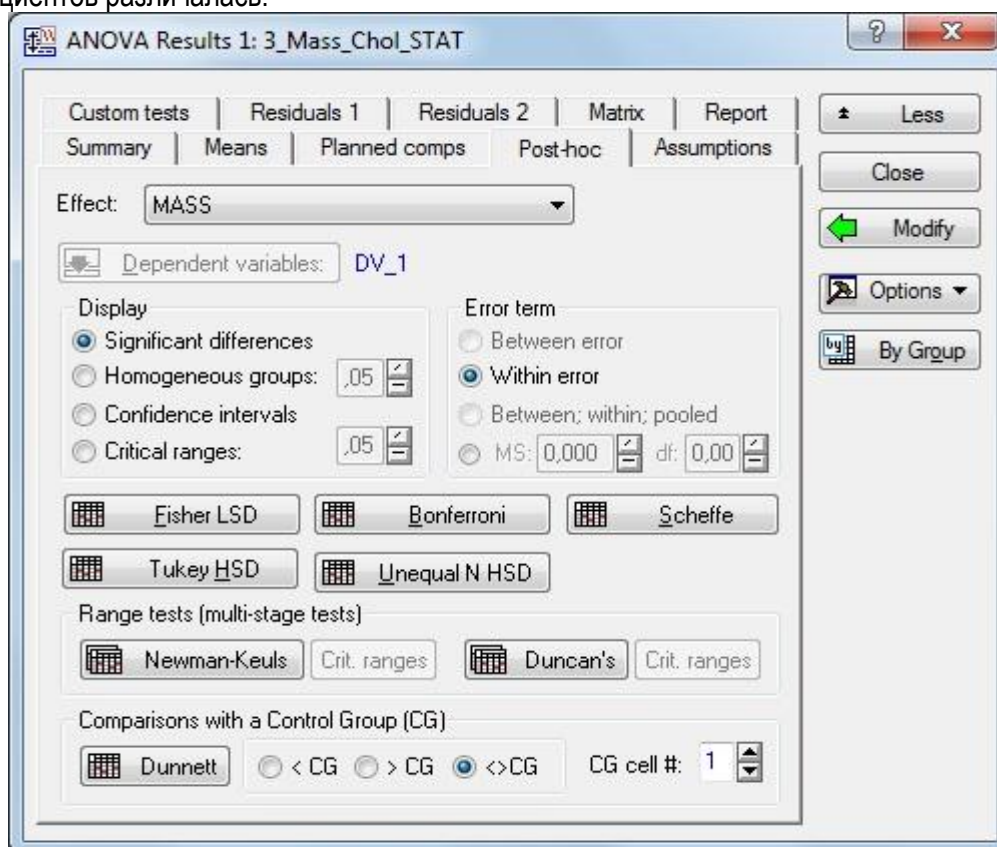 различалась.
ANOVA Results 1: 3_Mass_Chol_STAT
Custom tests Residuals 1 Residuals 2 Matrix Report
Summary Means Planned comps Post-hoc Assumptions
Effect: MASS
Dependent variables: DV_1
Display
Significant differences
Homogeneous groups: ,05
Confidence intervals
Critical ranges: ,05
Error term
Between error
Within error
Between; within; pooled
MS: 0,000 df: 0,00
Fisher LSD Bonferroni Scheffe
Tukey HSD Unequal N HSD
Range tests (multi-stage tests)
Newman-Keuls Crit. ranges Duncan's Crit. ranges
Comparisons with a Control Group (CG)
Dunnett < CG > CG <>CG CG cell #: 1
Less
Close
Modify
Options
by By Group